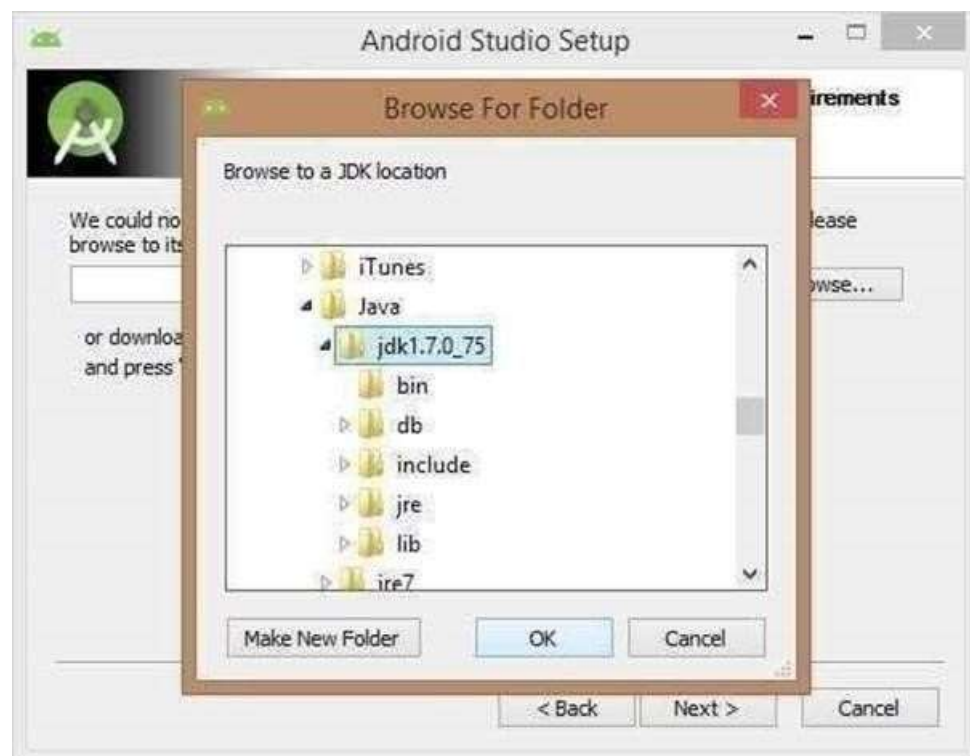 Android Studio Setup
irements
Browse For Folder
Browse to a JDK location
We could no
lease
browse to its
owse...
or downloa
and press
iTunes
Java
jdk1.7.0_75
bin
db
include
jre
lib
jre7
Make New Folder
OK
Cancel
< Back
Next >
Cancel